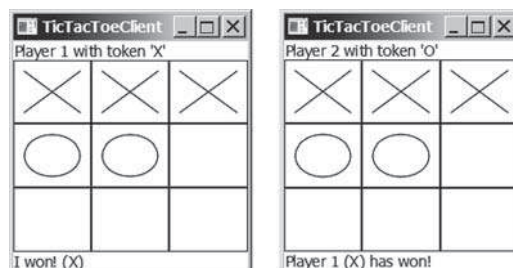 TicTacToeClient
Player 1 with token 'X'
I won! (X)
TicTacToeClient
Player 2 with token 'O'
Player 1 (X) has won!